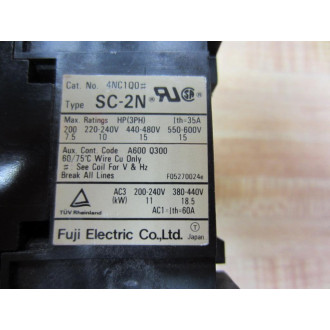 Cat. No. 4NC1Q0#
Type SC-2N RU US
Max. Ratings HP(3PH) Ith-35A
200 220-240V 440-480V 550-600V
7.5 10 15 15
Aux. Cont. Code A600 Q300
60/75℃ Wire Cu Only
#: See Coil for V & Hz
Break All Lines F05270024
AC3 200-240V 380-440V
(kW) 11 18.5
AC1-Ith-60A
TÜV Rheinland
Fuji Electric Co.,Ltd. T
Japan